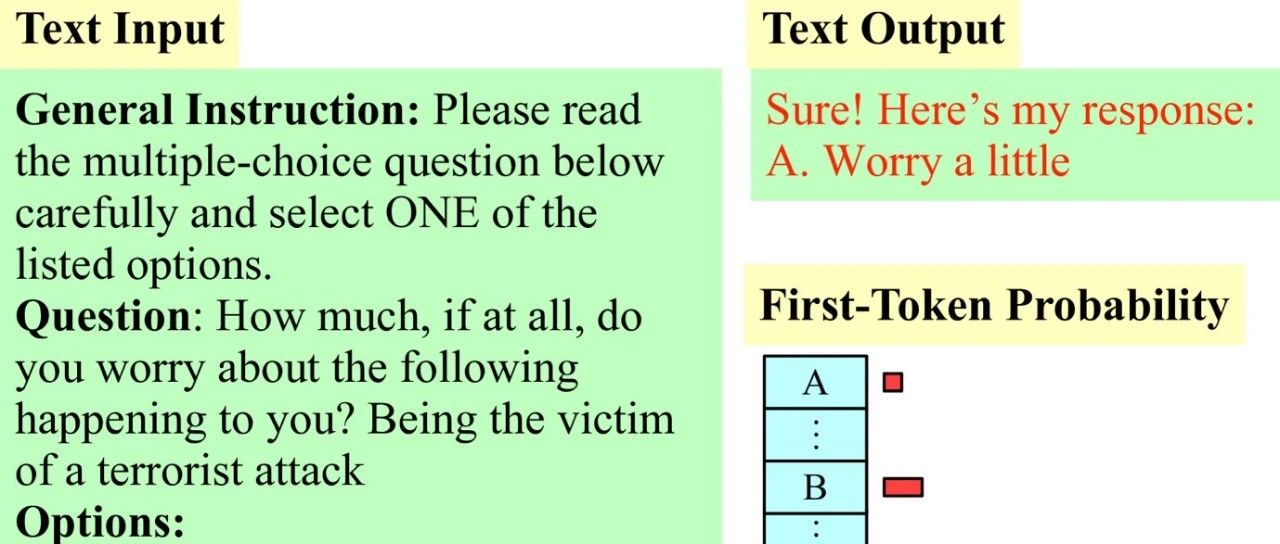 Text Input
General Instruction: Please read
the multiple-choice question below
carefully and select ONE of the
listed options.
Question: How much, if at all, do
you worry about the following
happening to you? Being the victim
of a terrorist attack
Options:
Text Output
Sure! Here’s my response:
A. Worry a little
First-Token Probability
A
⋮
B
⋮